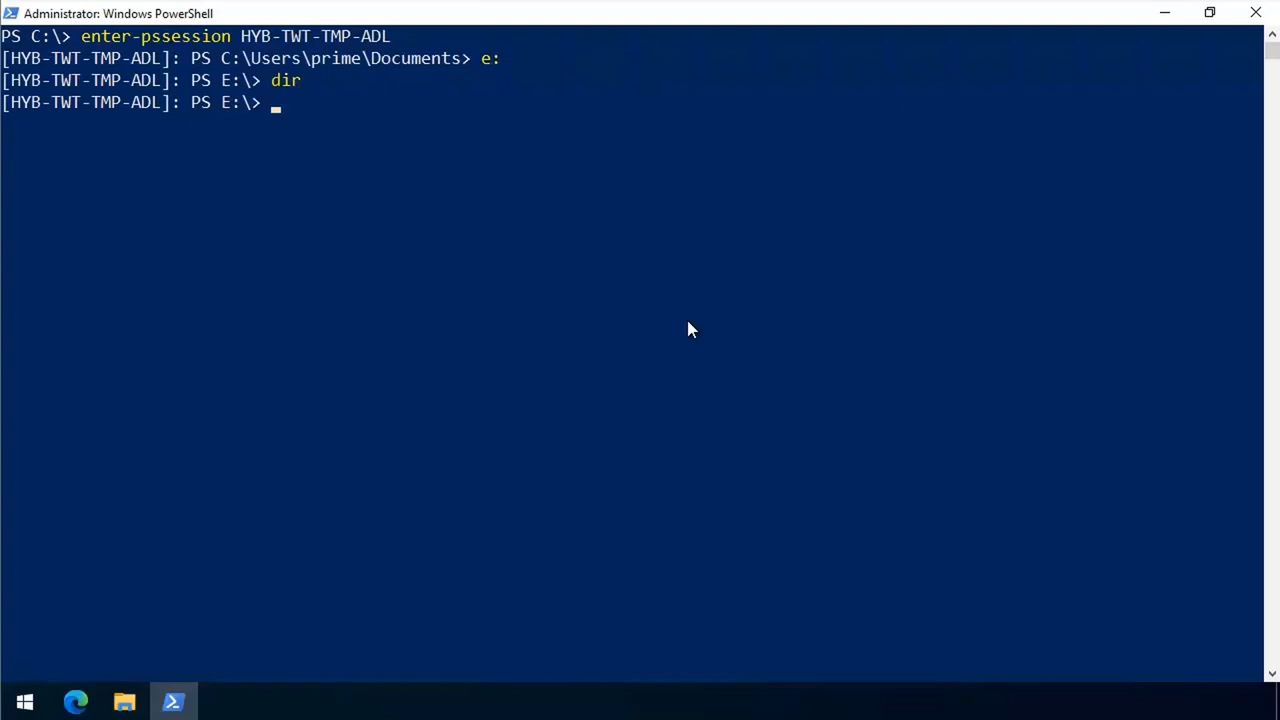 Administrator: Windows PowerShell
PS C:\> enter-pssession HYB-TWT-TMP-ADL
[HYB-TWT-TMP-ADL]: PS C:\Users\prime\Documents> e:
[HYB-TWT-TMP-ADL]: PS E:\> dir
[HYB-TWT-TMP-ADL]: PS E:\>